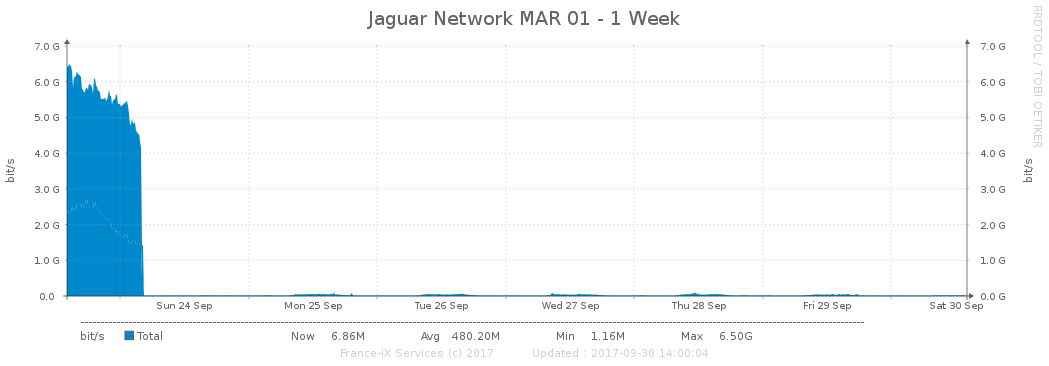 Jaguar Network MAR 01 - 1 Week
RRDTOOL / TOBI OETIKER
bit/s
7.0 G
6.0 G
5.0 G
4.0 G
3.0 G
2.0 G
1.0 G
0.0
7.0 G
6.0 G
5.0 G
4.0 G
3.0 G
2.0 G
1.0 G
0.0 G
bit/s
Sun 24 Sep Mon 25 Sep Tue 26 Sep Wed 27 Sep Thu 28 Sep Fri 29 Sep Sat 30 Sep
bit/s Total Now 6.86M Avg 480.20M Min 1.16M Max 6.50G
France-IX Services (c) 2017 Updated : 2017-09-30 14:00:04